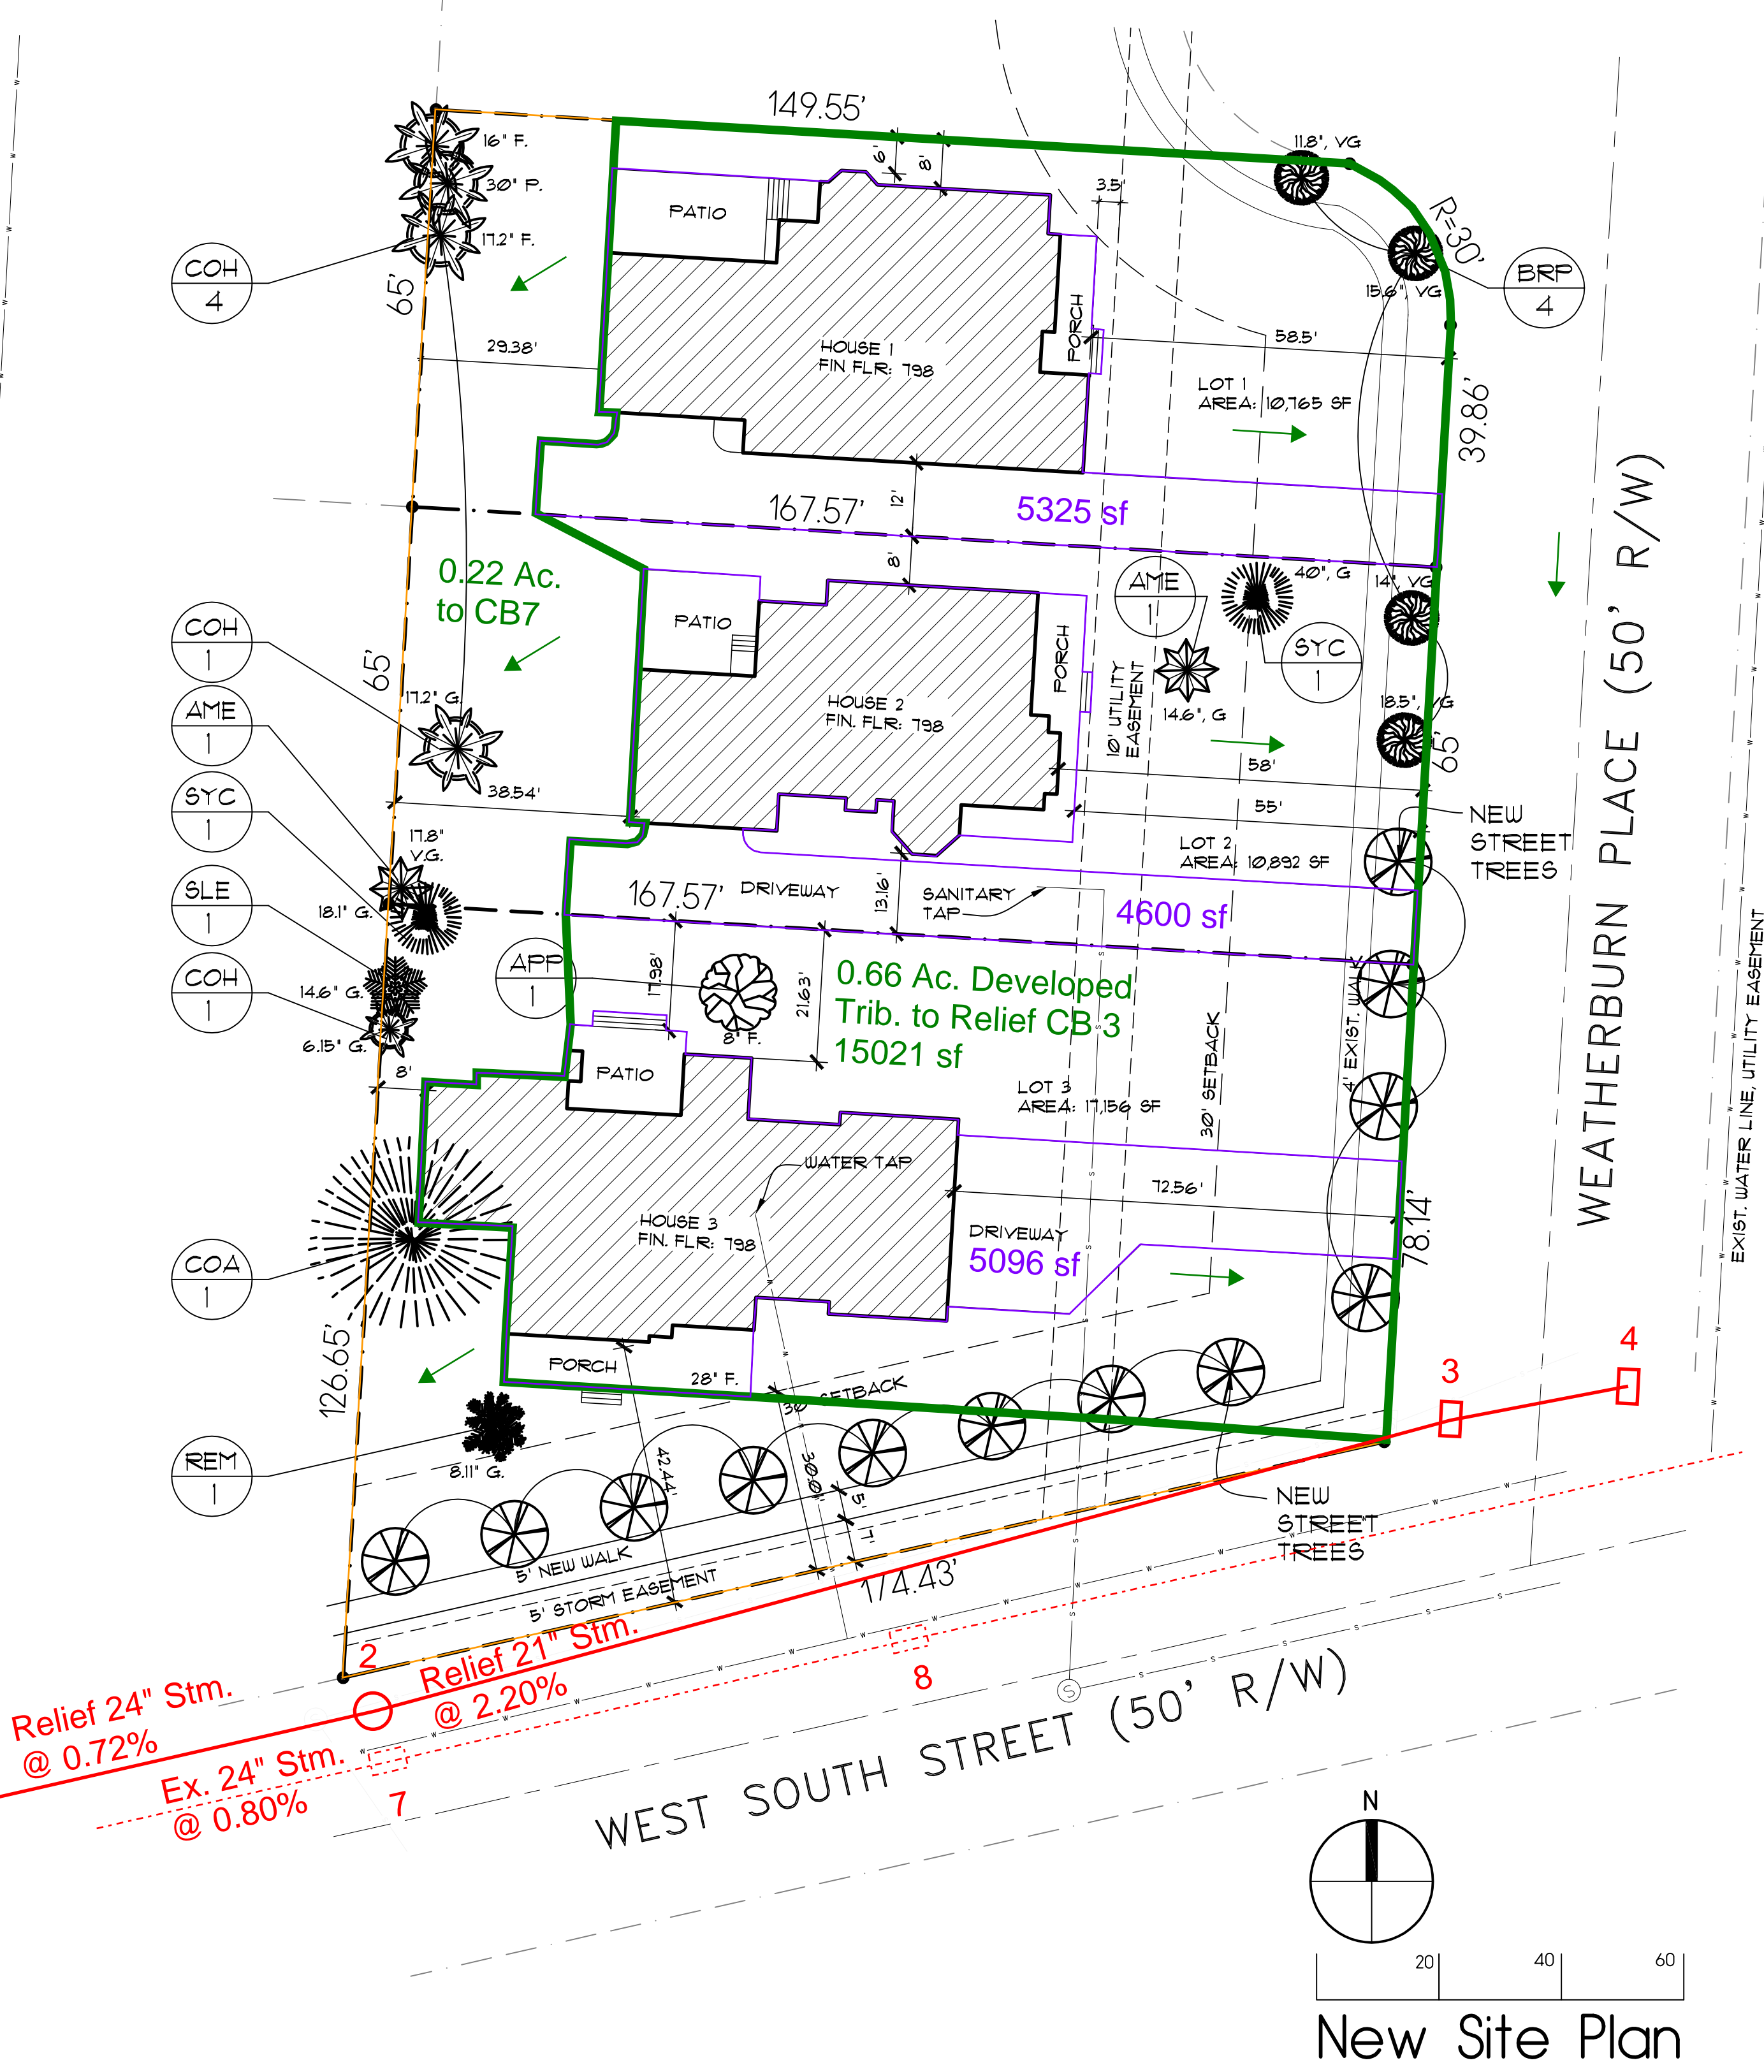 149.55'
16" F.
30" P.
17.2" F.
COH
4
65'
29.38'
PATIO
6'
8'
3.5'
11.8", VG
R=30'
15.6", VG
BRP
4
PORCH
HOUSE 1
FIN FLR: 798
58.5'
LOT 1
AREA: 10,765 SF
39.86'
167.57'
12'
5325 sf
8'
0.22 Ac.
to CB7
COH
1
65'
17.2" G.
AME
1
SYC
1
38.54'
PATIO
HOUSE 2
FIN. FLR: 798
PORCH
10' UTILITY
EASEMENT
AME
1
14.6", G
40", G
SYC
1
14", VG
18.5", VG
65'
58'
55'
NEW
STREET
TREES
LOT 2
AREA: 10,892 SF
WEATHERBURN PLACE (50' R/W)
EXIST. WATER LINE, UTILITY EASEMENT
17.8"
V.G.
SLE
1
18.1" G.
167.57'
DRIVEWAY
13.16'
SANITARY
TAP
4600 sf
COH
1
14.6" G.
6.15" G.
APP
1
17.98'
21.63'
8" F.
0.66 Ac. Developed
Trib. to Relief CB 3
15021 sf
4' EXIST. WALK
30' SETBACK
8'
PATIO
LOT 3
AREA: 17,156 SF
WATER TAP
72.56'
78.14'
HOUSE 3
FIN. FLR: 798
DRIVEWAY
5096 sf
COA
1
126.65'
PORCH
28" F.
30' SETBACK
REM
1
8.11" G.
42.44'
30.01'
5'
7'
3
4
NEW
STREET
TREES
5' NEW WALK
5' STORM EASEMENT
174.43'
2
Relief 21" Stm.
@ 2.20%
Relief 24" Stm.
@ 0.72%
Ex. 24" Stm.
@ 0.80%
7
8
S
WEST SOUTH STREET (50' R/W)
N
20 40 60
New Site Plan